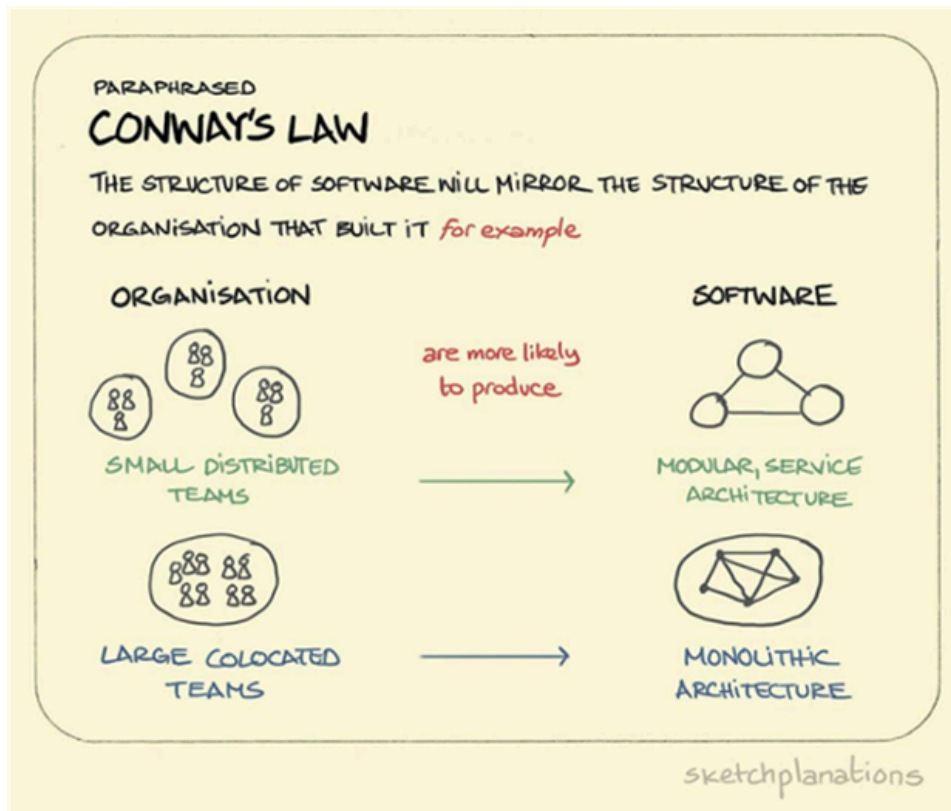 PARAPHRASED
CONWAY'S LAW
THE STRUCTURE OF SOFTWARE WILL MIRROR THE STRUCTURE OF THE
ORGANISATION THAT BUILT IT for example
ORGANISATION
SOFTWARE
are more likely
to produce
SMALL DISTRIBUTED
TEAMS
MODULAR, SERVICE
ARCHITECTURE
LARGE COLOCATED
TEAMS
MONOLITHIC
ARCHITECTURE
sketchplanations